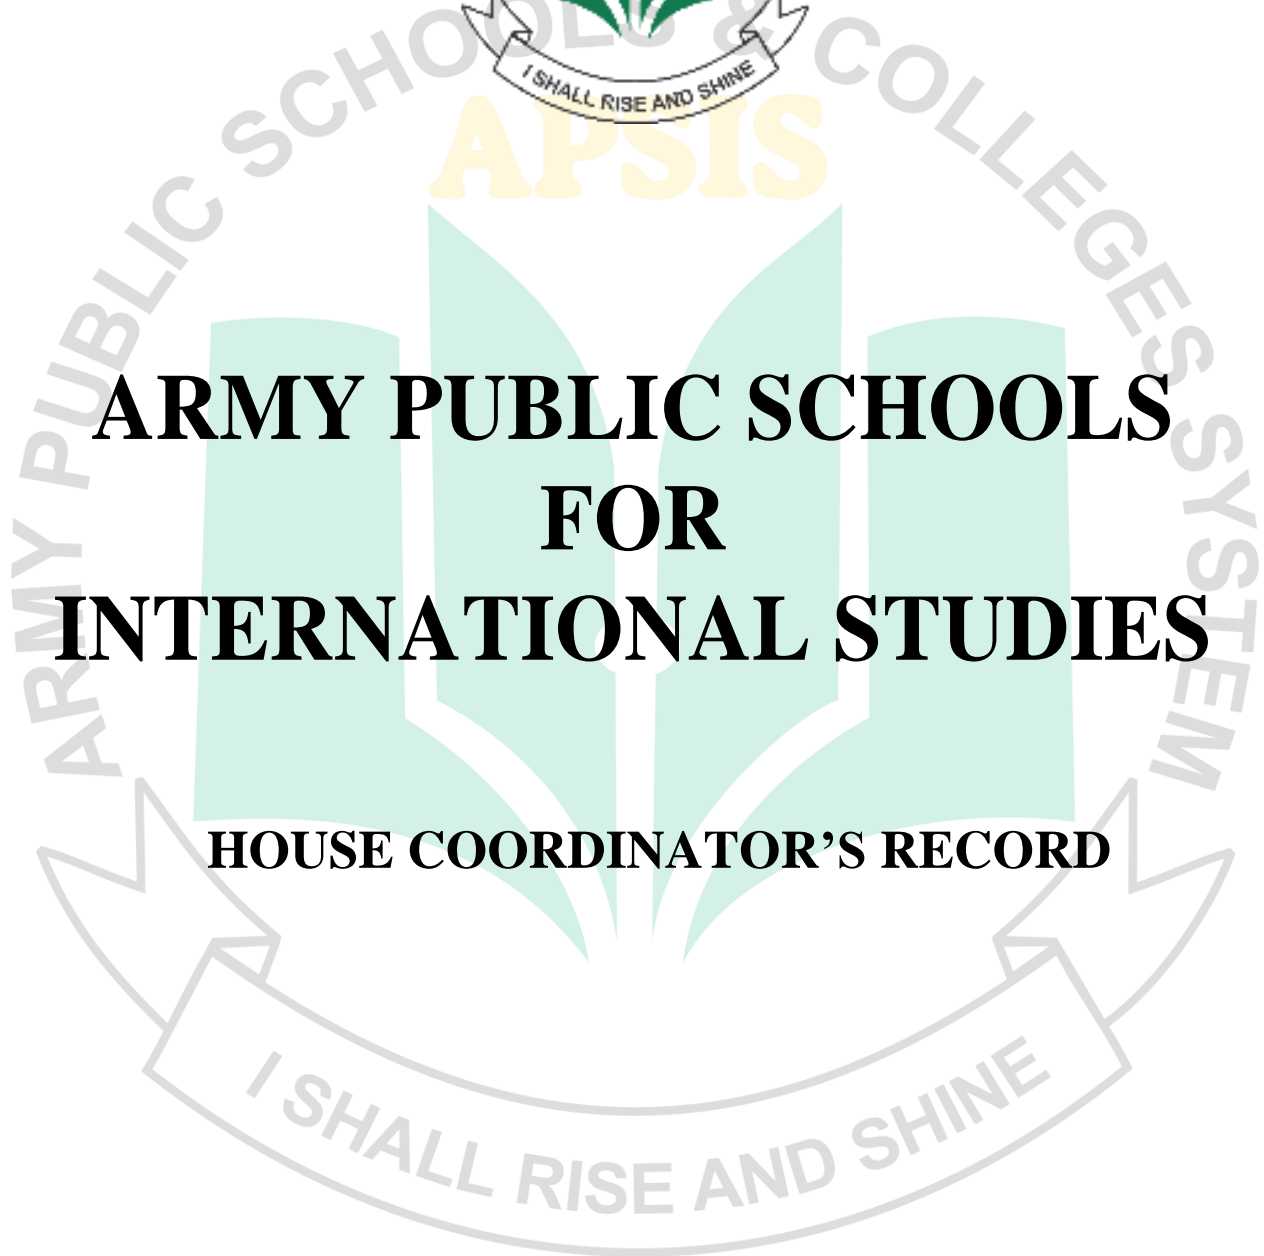 I SHALL RISE AND SHINE
ARMY PUBLIC SCHOOLS & COLLEGES SYSTEM
APSIS
ARMY PUBLIC SCHOOLS
FOR
INTERNATIONAL STUDIES
HOUSE COORDINATOR’S RECORD
I SHALL RISE AND SHINE